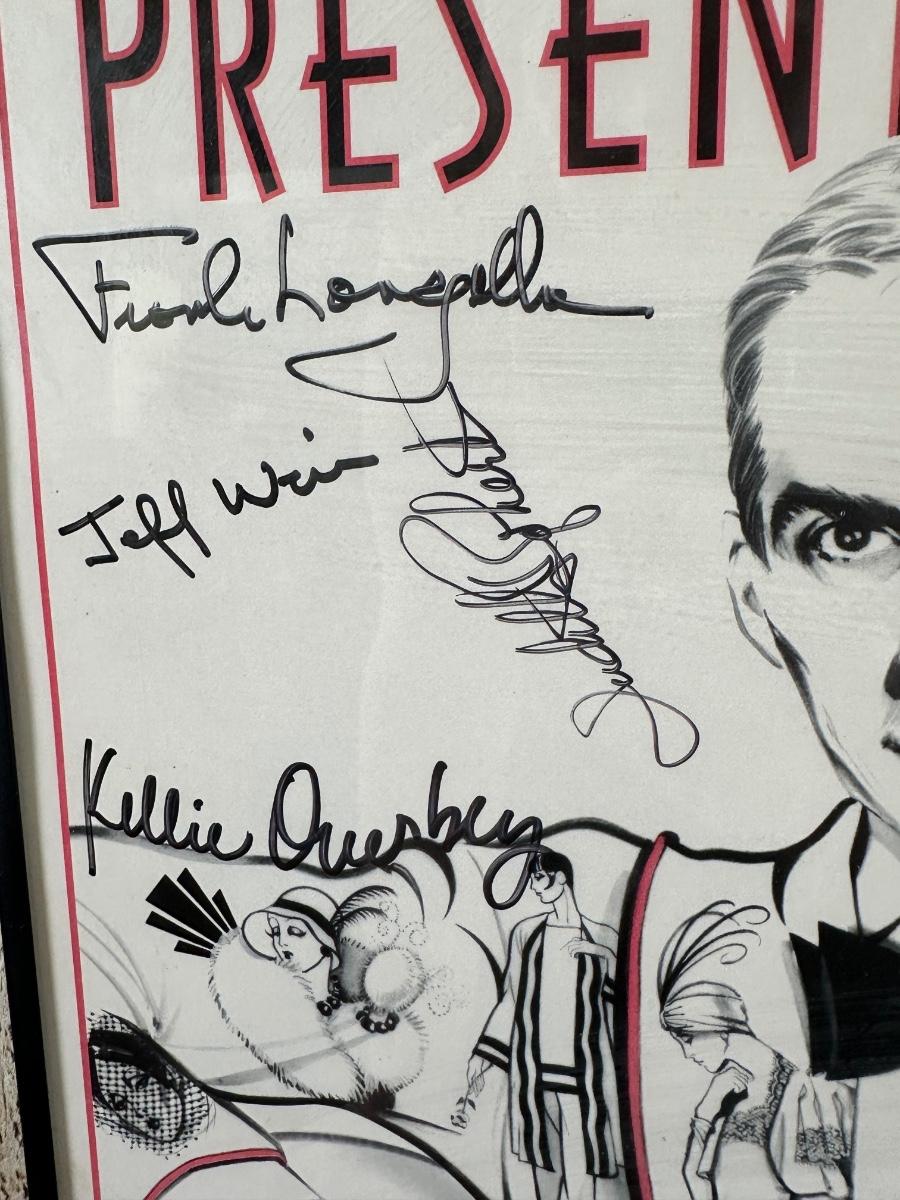 PRESEN
Frank Langella
Jeff Weiss
Kellie Overbey